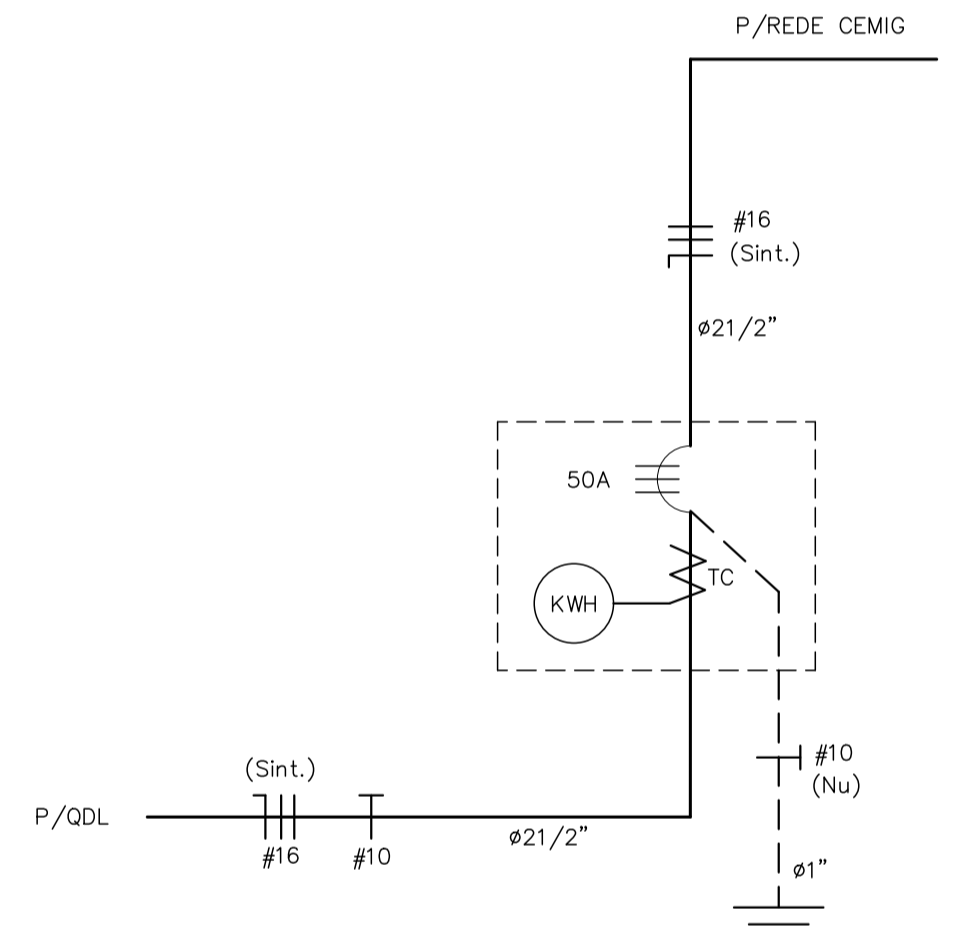 P/REDE CEMIG
#16
(Sint.)
ø21/2”
50A
TC
KWH
#10
(Nu)
(Sint.)
P/QDL
ø21/2”
#16
#10
ø1”